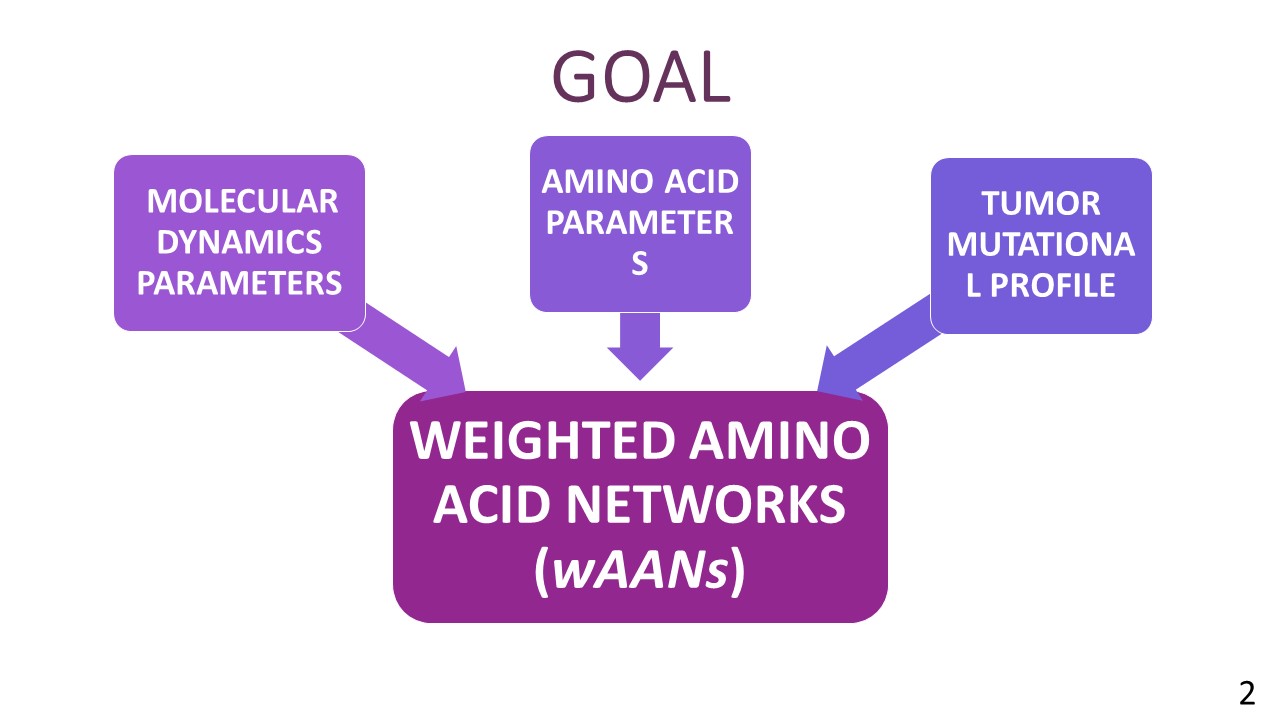 GOAL
MOLECULAR
DYNAMICS
PARAMETERS
AMINO ACID
PARAMETER
S
TUMOR
MUTATIONA
L PROFILE
WEIGHTED AMINO
ACID NETWORKS
(wAANs)
2